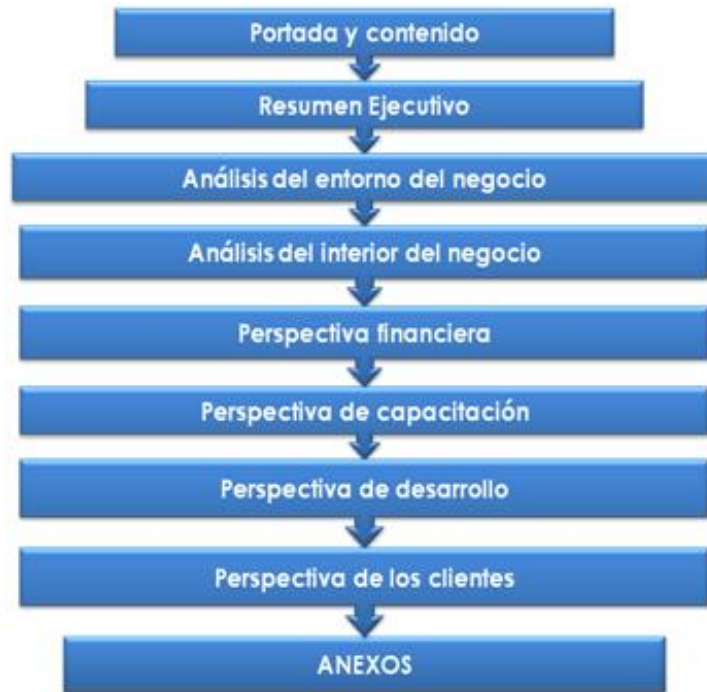 Portada y contenido
Resumen Ejecutivo
Análisis del entorno del negocio
Análisis del interior del negocio
Perspectiva financiera
Perspectiva de capacitación
Perspectiva de desarrollo
Perspectiva de los clientes
ANEXOS